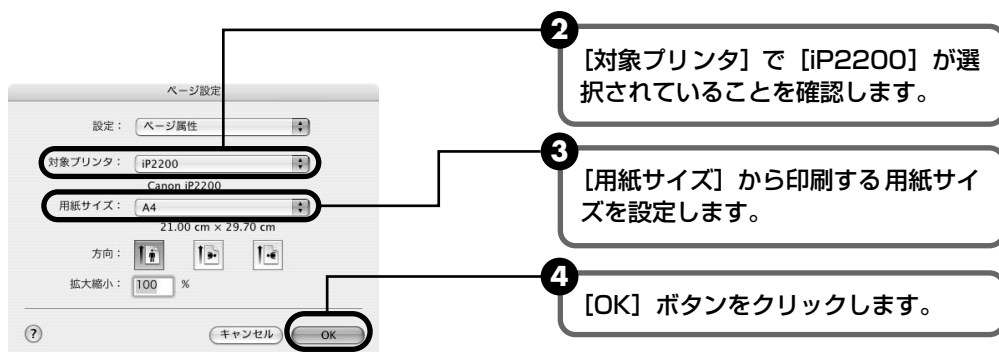 ページ設定
設定： ページ属性
対象プリンタ： iP2200
Canon iP2200
用紙サイズ： A4
21.00 cm × 29.70 cm
方向：
拡大縮小： 100 %
? キャンセル OK
2
［対象プリンタ］で［iP2200］が選
択されていることを確認します。
3
［用紙サイズ］から印刷する用紙サイ
ズを設定します。
4
［OK］ボタンをクリックします。